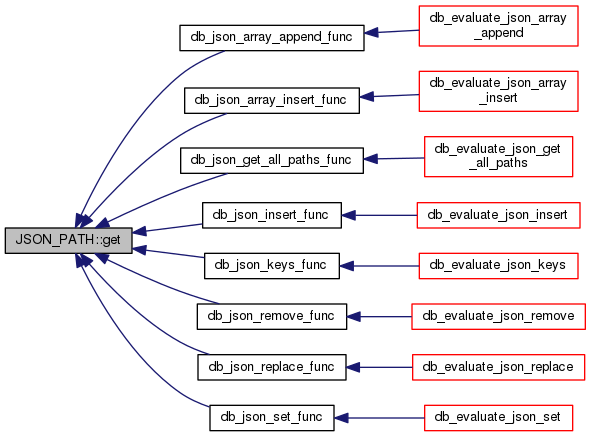 db_json_array_append_func
db_evaluate_json_array
_append
db_json_array_insert_func
db_evaluate_json_array
_insert
db_json_get_all_paths_func
db_evaluate_json_get
_all_paths
db_json_insert_func
db_evaluate_json_insert
JSON_PATH::get
db_json_keys_func
db_evaluate_json_keys
db_json_remove_func
db_evaluate_json_remove
db_json_replace_func
db_evaluate_json_replace
db_json_set_func
db_evaluate_json_set